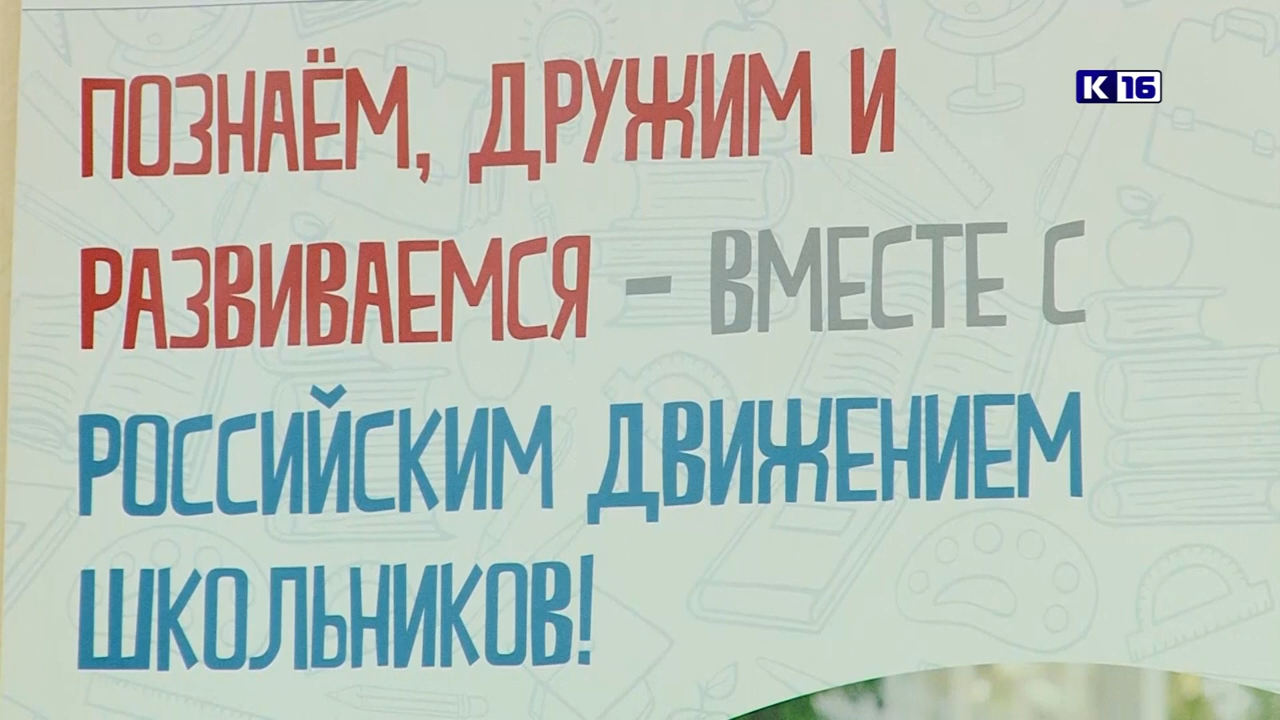 К 16
ПОЗНАЁМ, ДРУЖИМ И
РАЗВИВАЕМСЯ - ВМЕСТЕ С
РОССИЙСКИМ ДВИЖЕНИЕМ
ШКОЛЬНИКОВ!